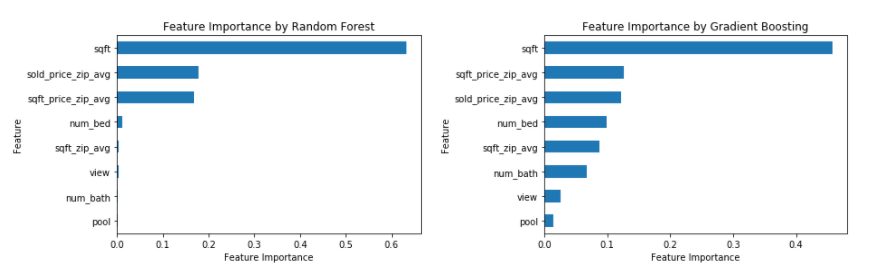 Feature Importance by Random Forest
sqft
sold_price_zip_avg
sqft_price_zip_avg
num_bed
sqft_zip_avg
view
num_bath
pool
Feature
0.0 0.1 0.2 0.3 0.4 0.5 0.6
Feature Importance
Feature Importance by Gradient Boosting
sqft
sqft_price_zip_avg
sold_price_zip_avg
num_bed
sqft_zip_avg
num_bath
view
pool
Feature
0.0 0.1 0.2 0.3 0.4
Feature Importance